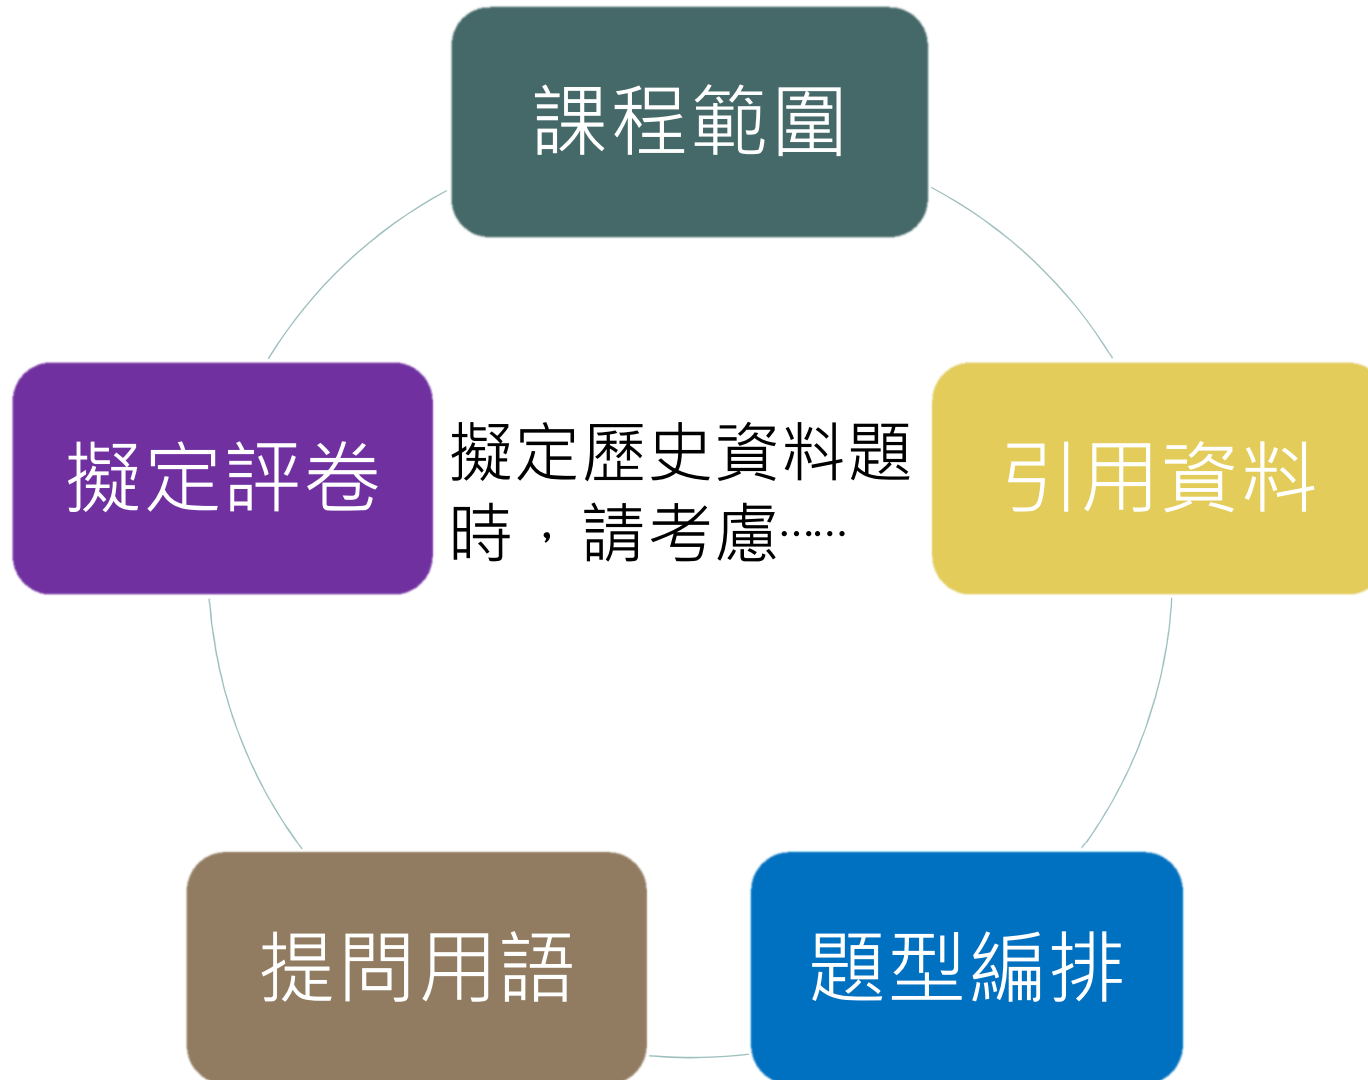 課程範圍
擬定評卷
擬定歷史資料題
時，請考慮……
引用資料
提問用語
題型編排